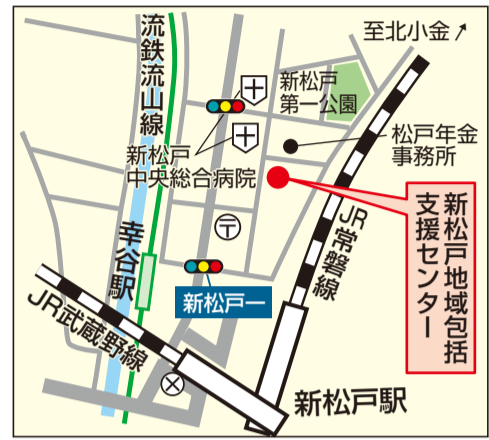 流鉄流山線
至北小金
新松戸
第一公園
新松戸
中央総合病院
松戸年金
事務所
新松戸地域包括
支援センター
JR常磐線
幸谷駅
新松戸一
JR武蔵野線
新松戸駅